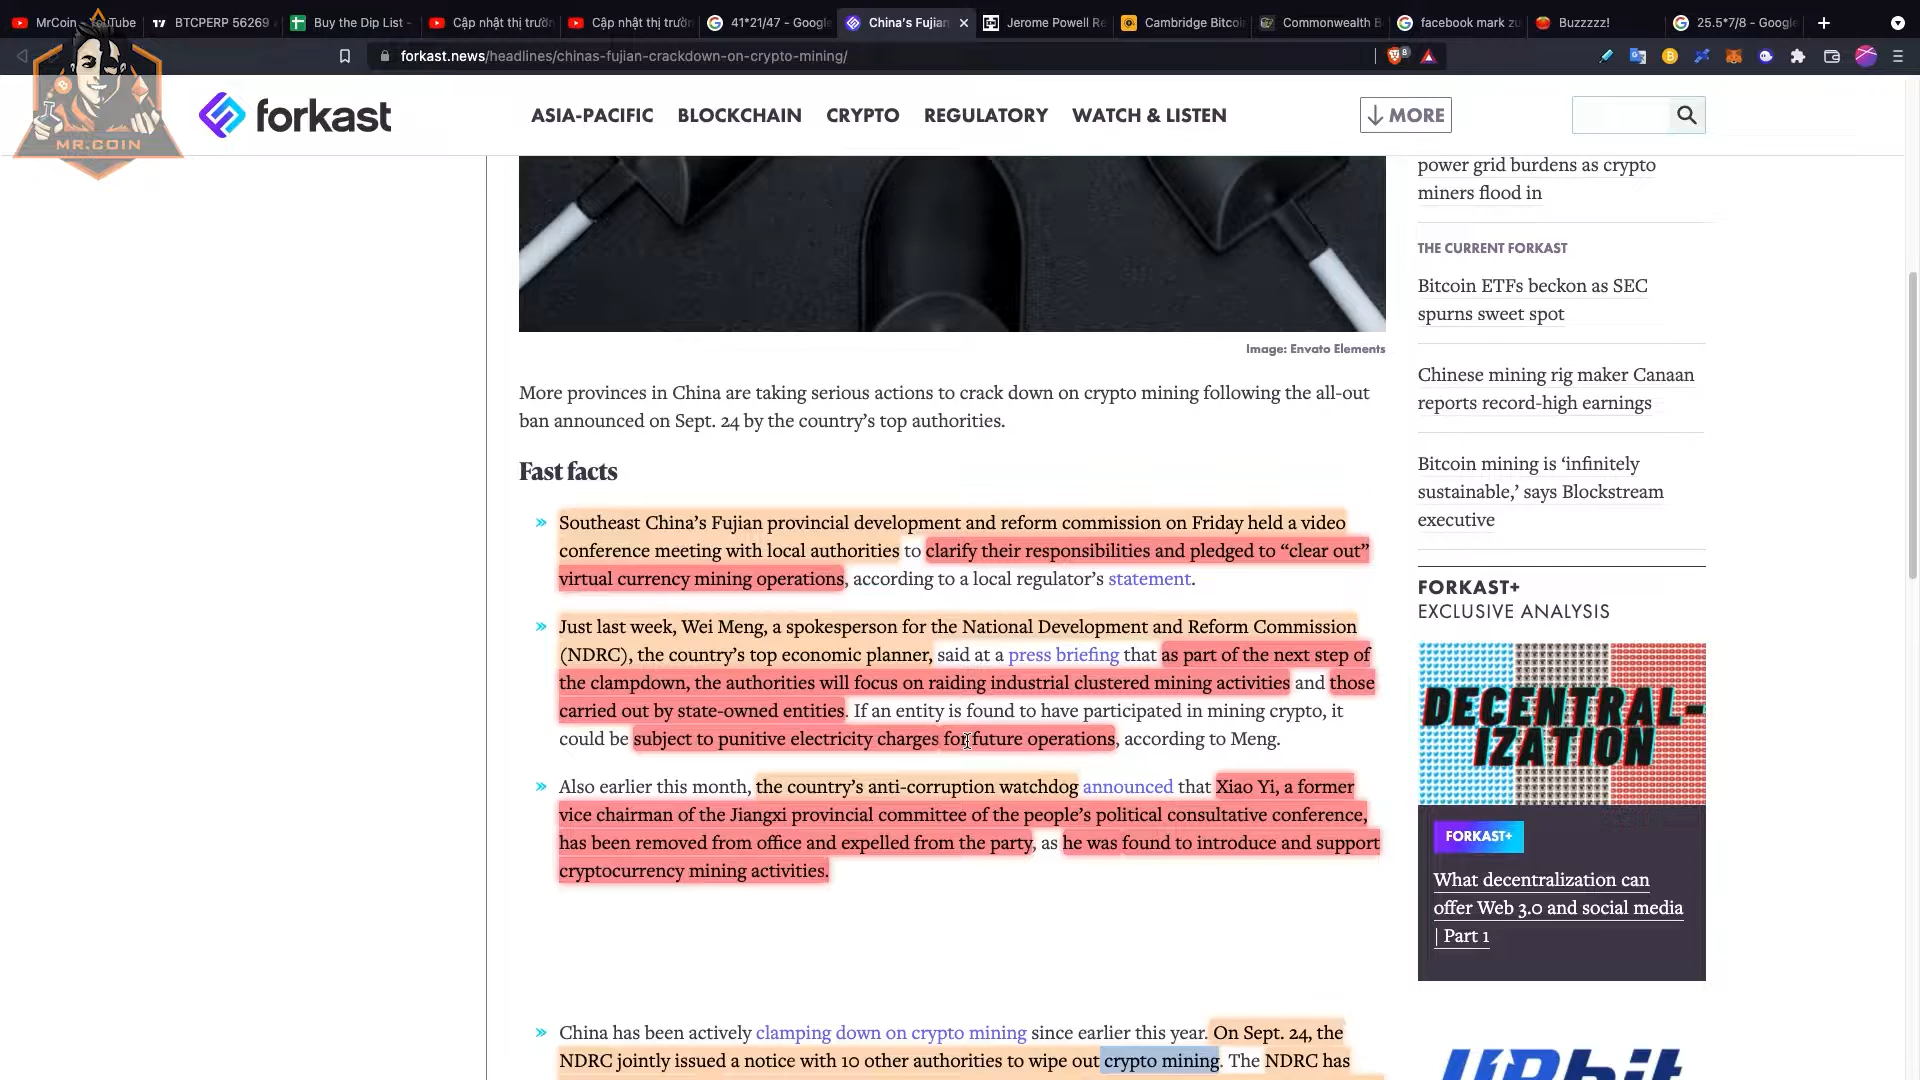 MrCoin - YouTube
BTCPERP 56269
Buy the Dip List -
Cập nhật thị trườn
Cập nhật thị trườn
41*21/47 - Google
China's Fujian
Jerome Powell Re
Cambridge Bitcoi
Commonwealth B
facebook mark zu
Buzzzzz!
25.5*7/8 - Google
forkast.news/headlines/chinas-fujian-crackdown-on-crypto-mining/
8
MR.COIN
forkast
ASIA-PACIFIC BLOCKCHAIN CRYPTO REGULATORY WATCH & LISTEN
MORE
Image: Envato Elements
More provinces in China are taking serious actions to crack down on crypto mining following the all-out
ban announced on Sept. 24 by the country’s top authorities.
Fast facts
Southeast China’s Fujian provincial development and reform commission on Friday held a video
conference meeting with local authorities to clarify their responsibilities and pledged to “clear out”
virtual currency mining operations, according to a local regulator’s statement.
Just last week, Wei Meng, a spokesperson for the National Development and Reform Commission
(NDRC), the country’s top economic planner, said at a press briefing that as part of the next step of
the clampdown, the authorities will focus on raiding industrial clustered mining activities and those
carried out by state-owned entities. If an entity is found to have participated in mining crypto, it
could be subject to punitive electricity charges for future operations, according to Meng.
Also earlier this month, the country’s anti-corruption watchdog announced that Xiao Yi, a former
vice chairman of the Jiangxi provincial committee of the people’s political consultative conference,
has been removed from office and expelled from the party, as he was found to introduce and support
cryptocurrency mining activities.
China has been actively clamping down on crypto mining since earlier this year. On Sept. 24, the
NDRC jointly issued a notice with 10 other authorities to wipe out crypto mining. The NDRC has
power grid burdens as crypto
miners flood in
THE CURRENT FORKAST
Bitcoin ETFs beckon as SEC
spurns sweet spot
Chinese mining rig maker Canaan
reports record-high earnings
Bitcoin mining is ‘infinitely
sustainable,’ says Blockstream
executive
FORKAST+
EXCLUSIVE ANALYSIS
DECENTRAL-
IZATION
FORKAST+
What decentralization can
offer Web 3.0 and social media
| Part 1